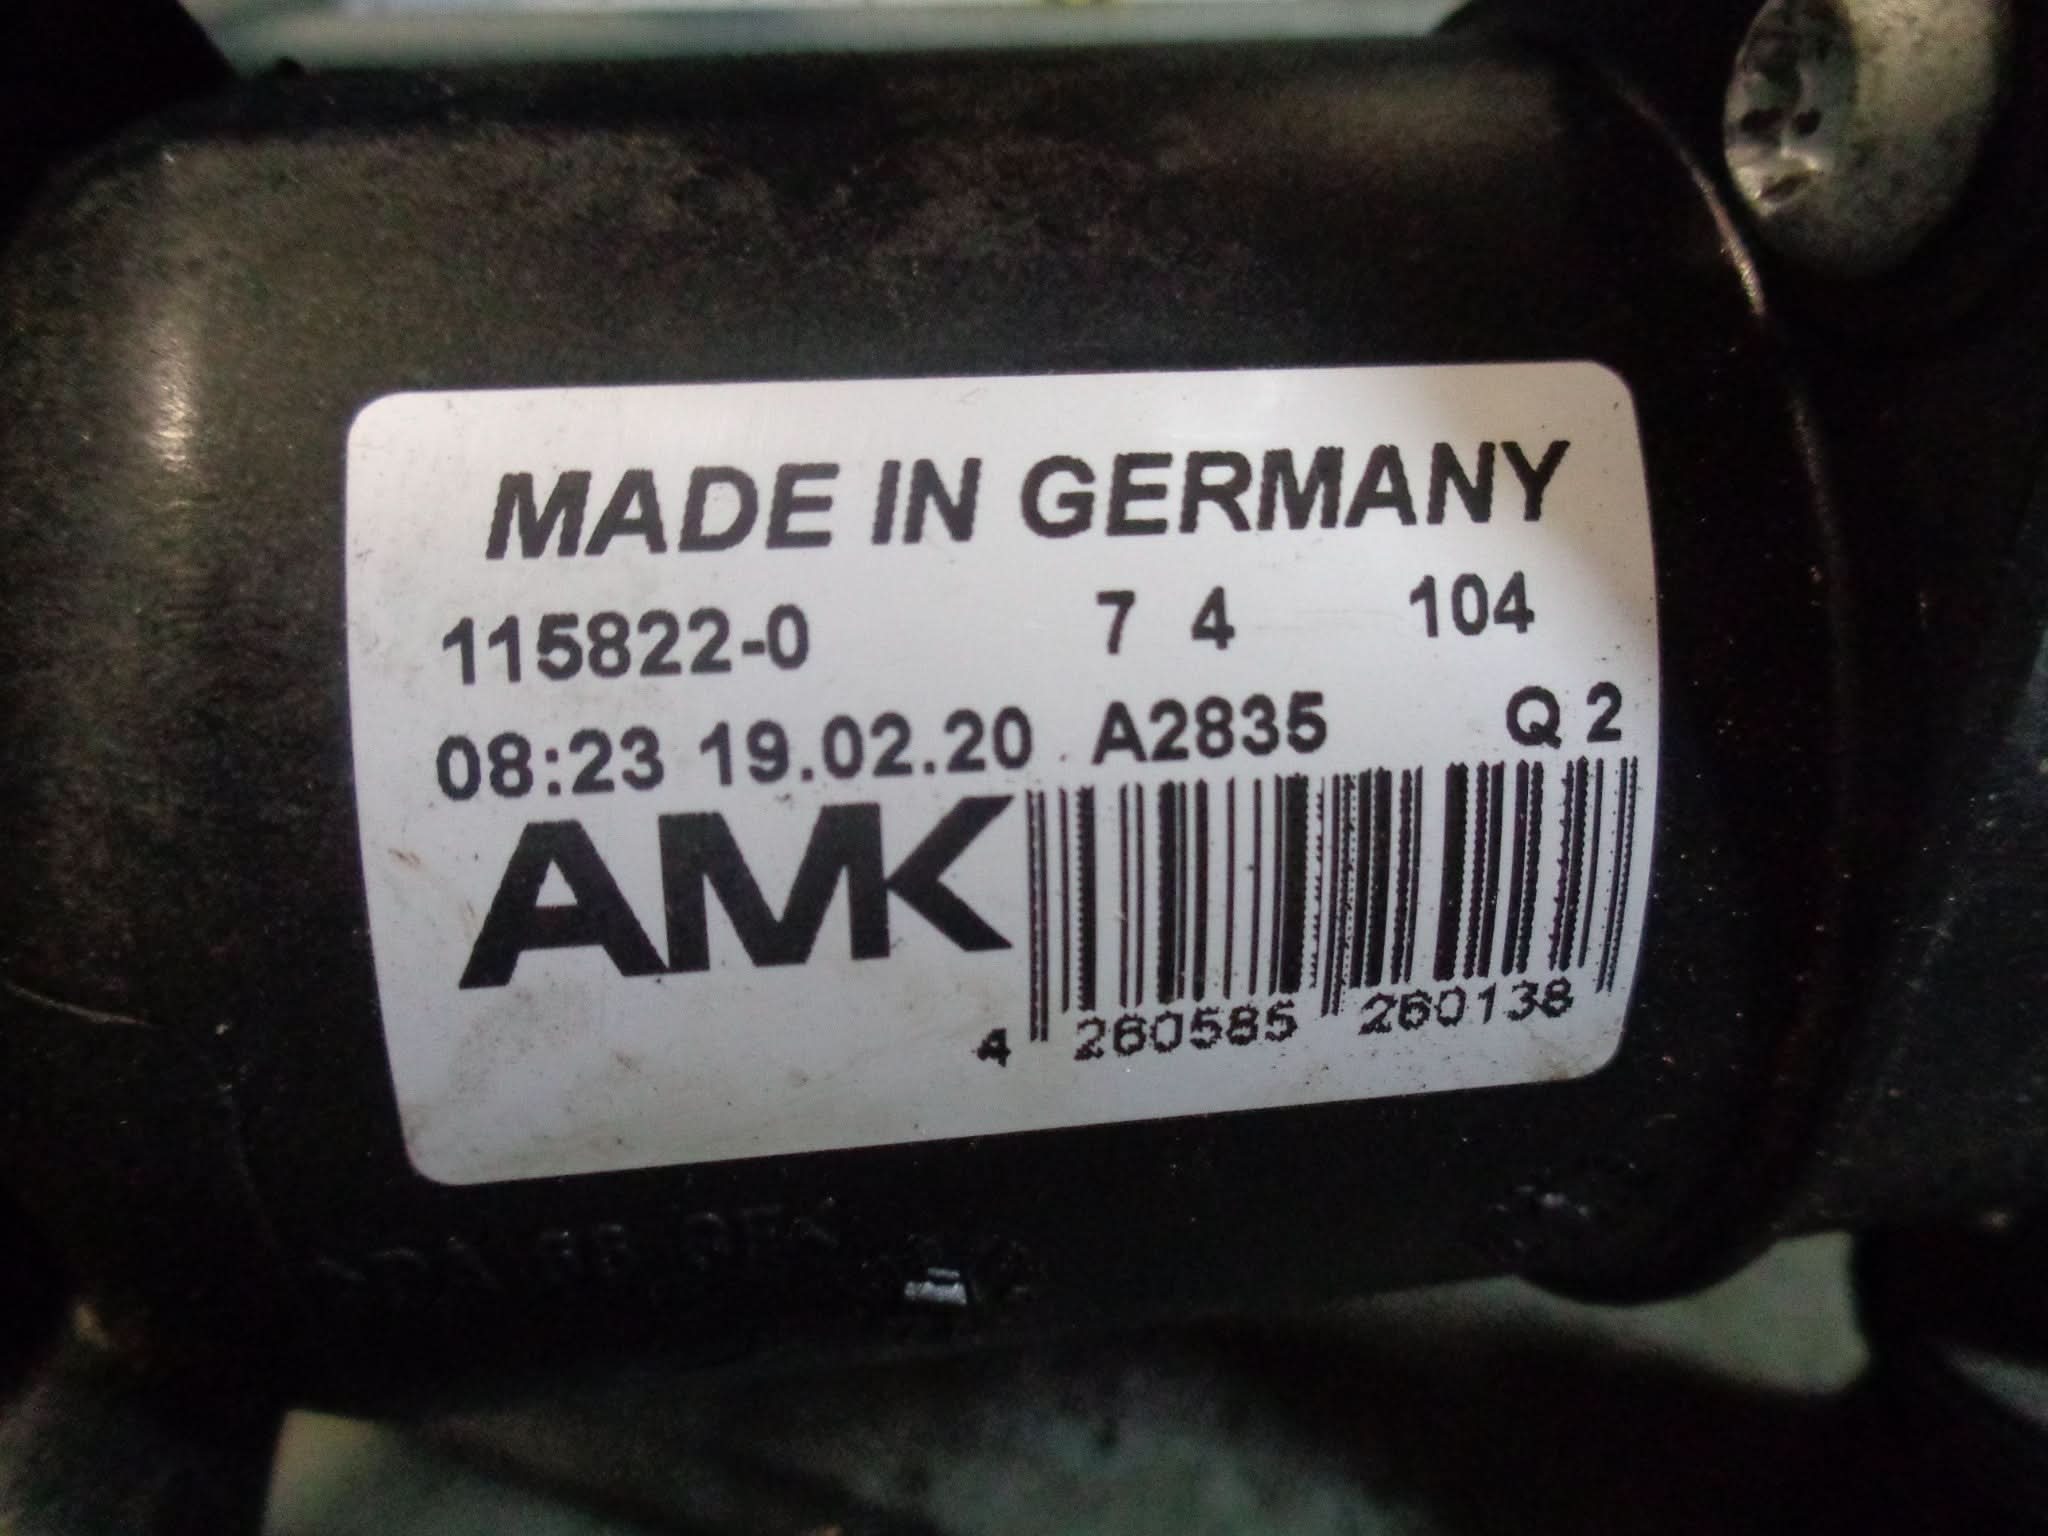 MADE IN GERMANY
115822-0 7 4 104
08:23 19.02.20 A2835 Q 2
AMK
4 260585 260138